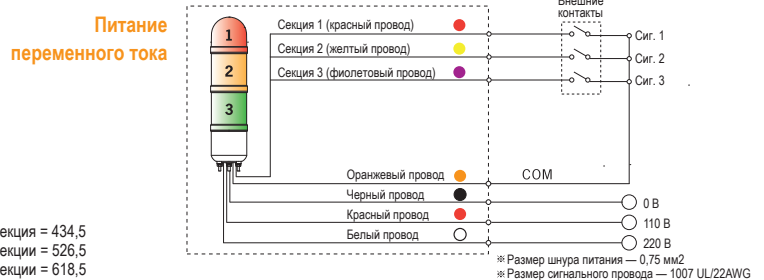 Питание
переменного тока
Внешние
контакты
Секция 1 (красный провод)
Секция 2 (желтый провод)
Секция 3 (фиолетовый провод)
Сиг. 1
Сиг. 2
Сиг. 3
1
2
3
Оранжевый провод
COM
Черный провод
0 В
Красный провод
110 В
Белый провод
220 В
екция = 434,5
екции = 526,5
екции = 618,5
※ Размер шнура питания — 0,75 мм2
※ Размер сигнального провода — 1007 UL/22AWG